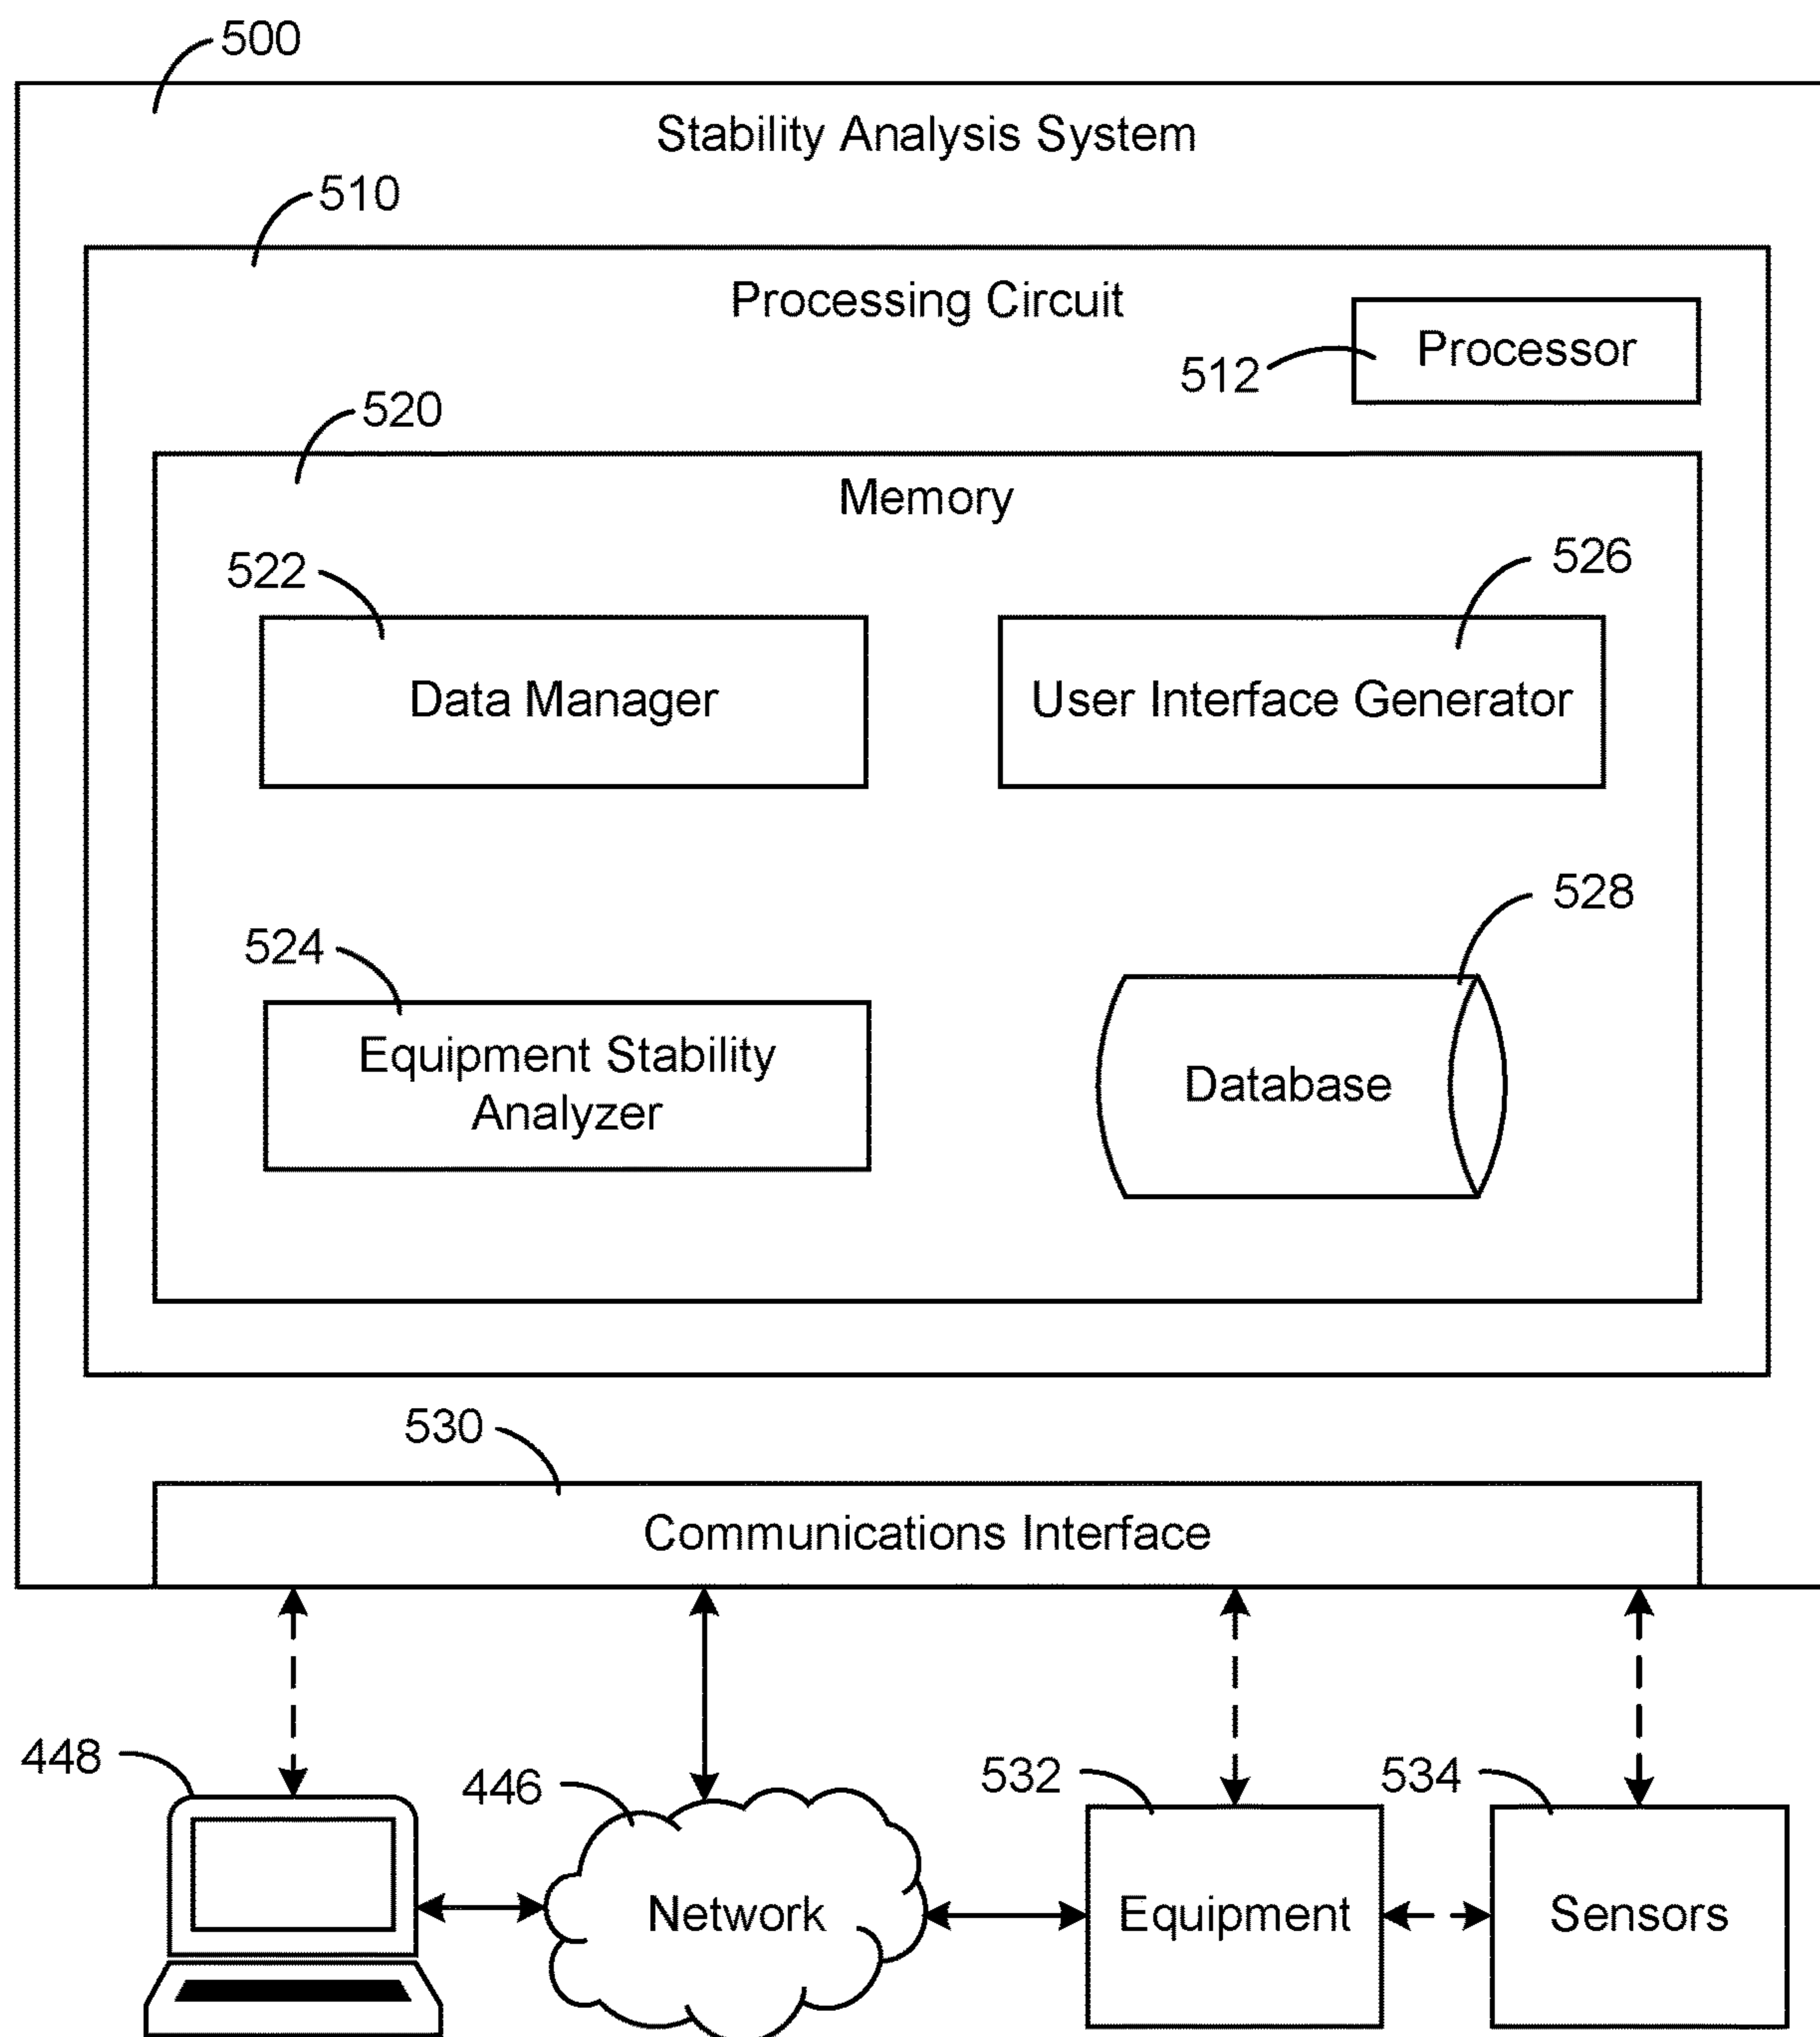 500
Stability Analysis System
510
Processing Circuit
Processor
512
520
Memory
522
526
Data Manager
User Interface Generator
528
524
Equipment Stability
Analyzer
Database
530
Communications Interface
448
446
532
534
Network
Equipment
Sensors